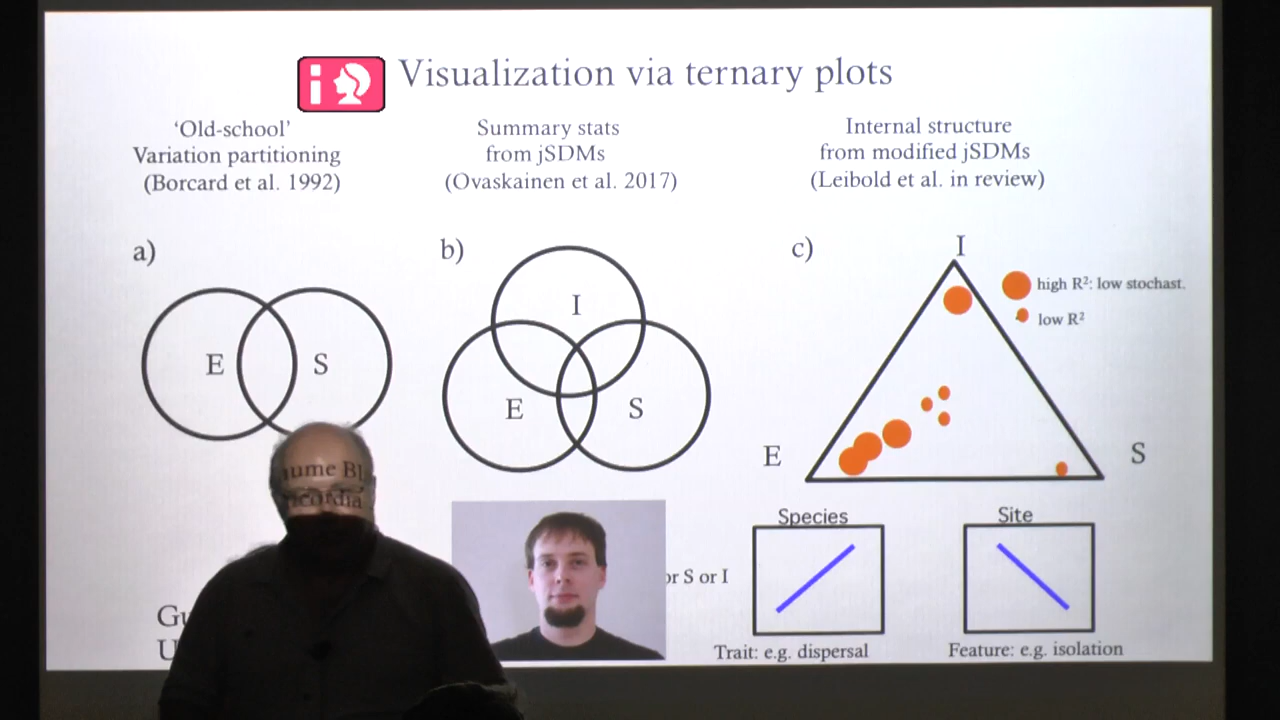 i
Visualization via ternary plots
'Old-school'
Variation partitioning
(Borcard et al. 1992)
Summary stats
from jSDMs
(Ovaskainen et al. 2017)
Internal structure
from modified jSDMs
(Leibold et al. in review)
a)
E S
b)
I
E S
c)
I
E S
high R²: low stochast.
low R²
ume Bl
or S or I
Species
Trait: e.g. dispersal
Site
Feature: e.g. isolation